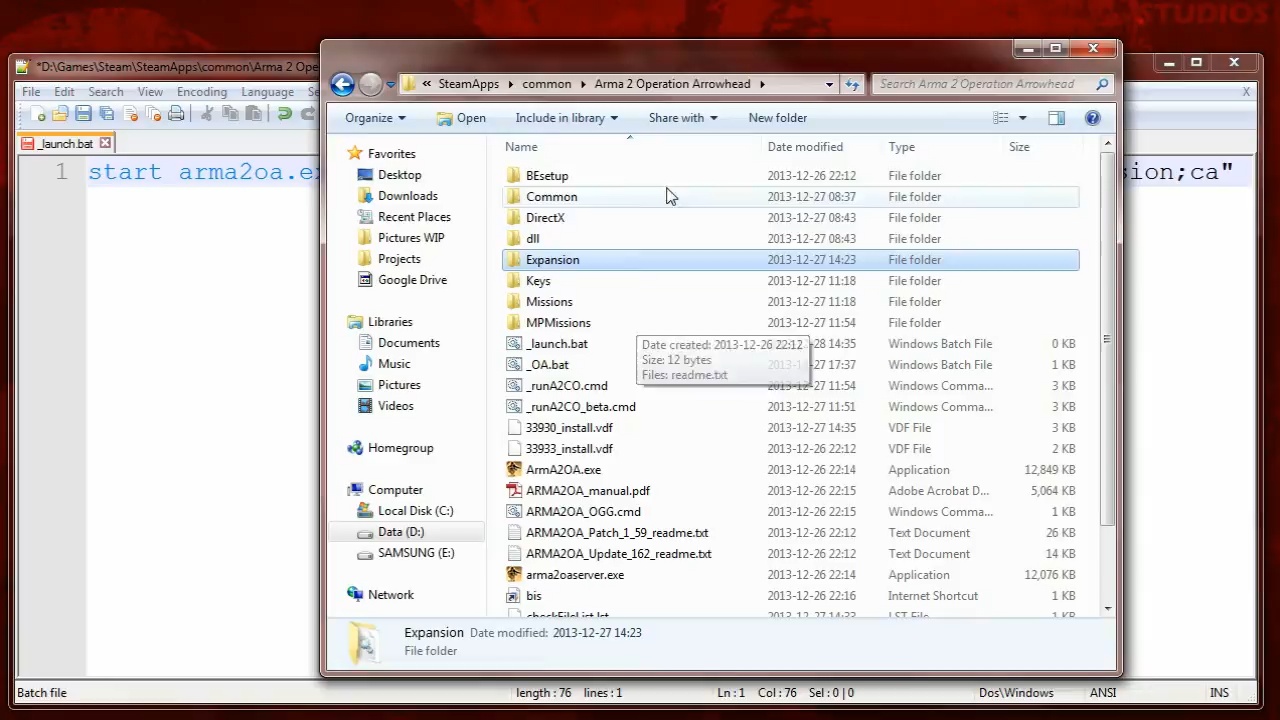 STUDIOS
*D:\Games\Steam\SteamApps\common\Arma 2 Ope
File Edit Search View Encoding Language
X
_launch.bat
1 start arma2oa.e
sion;ca"
« SteamApps common Arma 2 Operation Arrowhead
Search Arma 2 Operation Arrowhead
Organize Open Include in library Share with New folder
Name Date modified Type Size
Favorites
Desktop
Downloads
Recent Places
Pictures WIP
Projects
Google Drive
Libraries
Documents
Music
Pictures
Videos
Homegroup
Computer
Local Disk (C:)
Data (D:)
SAMSUNG (E:)
Network
BEsetup 2013-12-26 22:12 File folder
Common 2013-12-27 08:37 File folder
DirectX 2013-12-27 08:43 File folder
dll 2013-12-27 08:43 File folder
Expansion 2013-12-27 14:23 File folder
Keys 2013-12-27 11:18 File folder
Missions 2013-12-27 11:18 File folder
MPMissions 2013-12-27 11:54 File folder
_launch.bat -28 14:35 Windows Batch File 0 KB
_OA.bat 17:37 Windows Batch File 1 KB
_runA2CO.cmd 11:54 Windows Comma... 3 KB
_runA2CO_beta.cmd 2013-12-27 11:51 Windows Comma... 3 KB
33930_install.vdf 2013-12-27 14:35 VDF File 3 KB
33933_install.vdf 2013-12-26 22:12 VDF File 2 KB
ArmA2OA.exe 2013-12-26 22:14 Application 12,849 KB
ARMA2OA_manual.pdf 2013-12-26 22:15 Adobe Acrobat D... 5,064 KB
ARMA2OA_OGG.cmd 2013-12-26 22:15 Windows Comma... 1 KB
ARMA2OA_Patch_1_59_readme.txt 2013-12-26 22:12 Text Document 26 KB
ARMA2OA_Update_162_readme.txt 2013-12-26 22:12 Text Document 14 KB
arma2oaserver.exe 2013-12-26 22:14 Application 12,076 KB
bis 2013-12-26 22:16 Internet Shortcut 1 KB
checkFileList.lst 2013-12-27 14:33 LST File 1 KB
Date created: 2013-12-26 22:12
Size: 12 bytes
Files: readme.txt
Expansion Date modified: 2013-12-27 14:23
File folder
Batch file length : 76 lines : 1 Ln : 1 Col : 76 Sel : 0 | 0 Dos\Windows ANSI INS